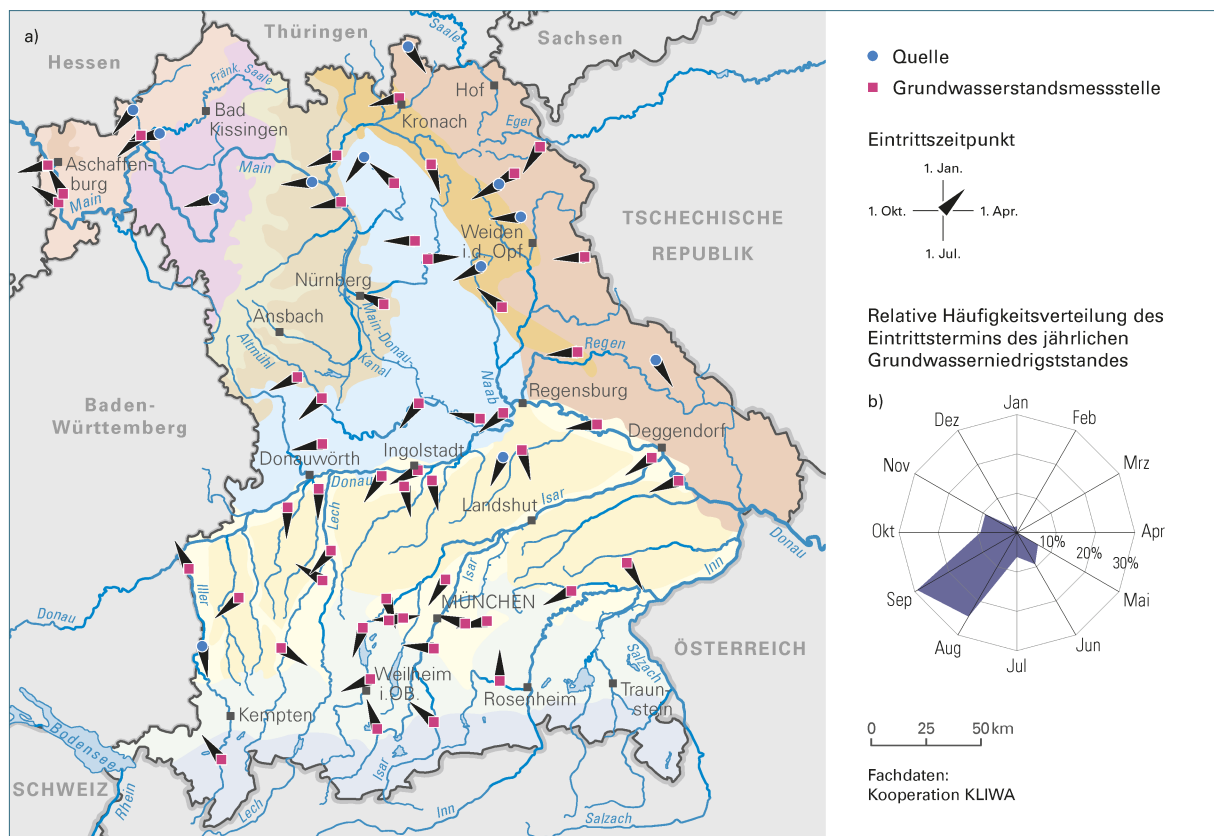 a)
Thüringen
Saale
Sachsen
Hessen
Fränk. Saale
Hof
Bad
Kissingen
Kronach
Eger
Aschaffen-
burg
Main
Main
TSCHECHISCHE
REPUBLIK
Weiden
i.d. Opf
Nürnberg
Ansbach
Main-Donau
Kanal
Altmühl
Naab
Regen
Baden-
Württemberg
Regensburg
Deggendorf
Ingolstadt
Donauwörth
Donau
Lech
Landshut
Isar
Donau
Inn
Iller
Isar
Donau
MÜNCHEN
ÖSTERREICH
Salzach
Weilheim
i. OB.
Rosenheim
Traun-
stein
Kempten
Bodensee
Isar
SCHWEIZ
Rhein
Lech
Inn
Salzach
Quelle
Grundwasserstandsmessstelle
Eintrittszeitpunkt
1. Jan.
1. Okt.
1. Apr.
1. Jul.
Relative Häufigkeitsverteilung des
Eintrittstermins des jährlichen
Grundwasserniedrigststandes
b)
Jan
Dez
Feb
Nov
Mrz
Okt
Apr
10%
20%
30%
Sep
Mai
Aug
Jun
Jul
0
25
50 km
Fachdaten:
Kooperation KLIWA